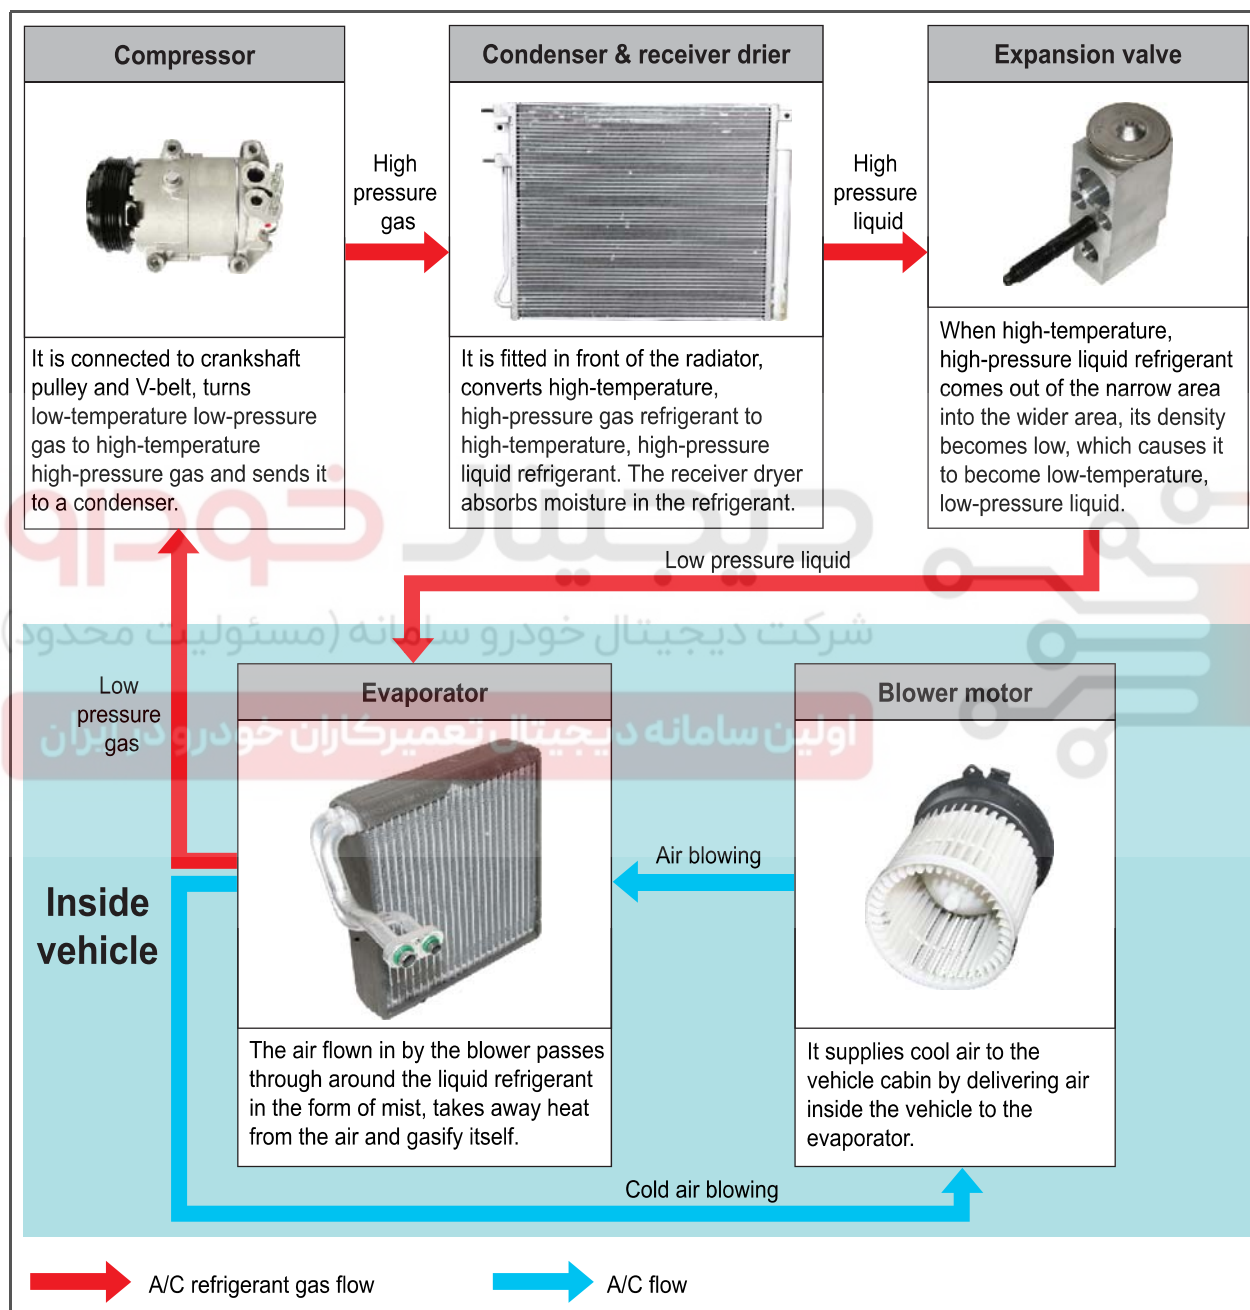 Compressor
Condenser & receiver drier
Expansion valve
High
pressure
gas
High
pressure
liquid
It is connected to crankshaft
pulley and V-belt, turns
low-temperature low-pressure
gas to high-temperature
high-pressure gas and sends it
to a condenser.
It is fitted in front of the radiator,
converts high-temperature,
high-pressure gas refrigerant to
high-temperature, high-pressure
liquid refrigerant. The receiver dryer
absorbs moisture in the refrigerant.
When high-temperature,
high-pressure liquid refrigerant
comes out of the narrow area
into the wider area, its density
becomes low, which causes it
to become low-temperature,
low-pressure liquid.
دیجیتال خودرو
Low pressure liquid
شرکت دیجیتال خودرو سامانه (مسئولیت محدود)
Low
pressure
gas
Evaporator
Blower motor
اولین سامانه دیجیتال تعمیرکاران خودرو در ایران
Air blowing
Inside
vehicle
The air flown in by the blower passes
through around the liquid refrigerant
in the form of mist, takes away heat
from the air and gasify itself.
It supplies cool air to the
vehicle cabin by delivering air
inside the vehicle to the
evaporator.
Cold air blowing
A/C refrigerant gas flow
A/C flow